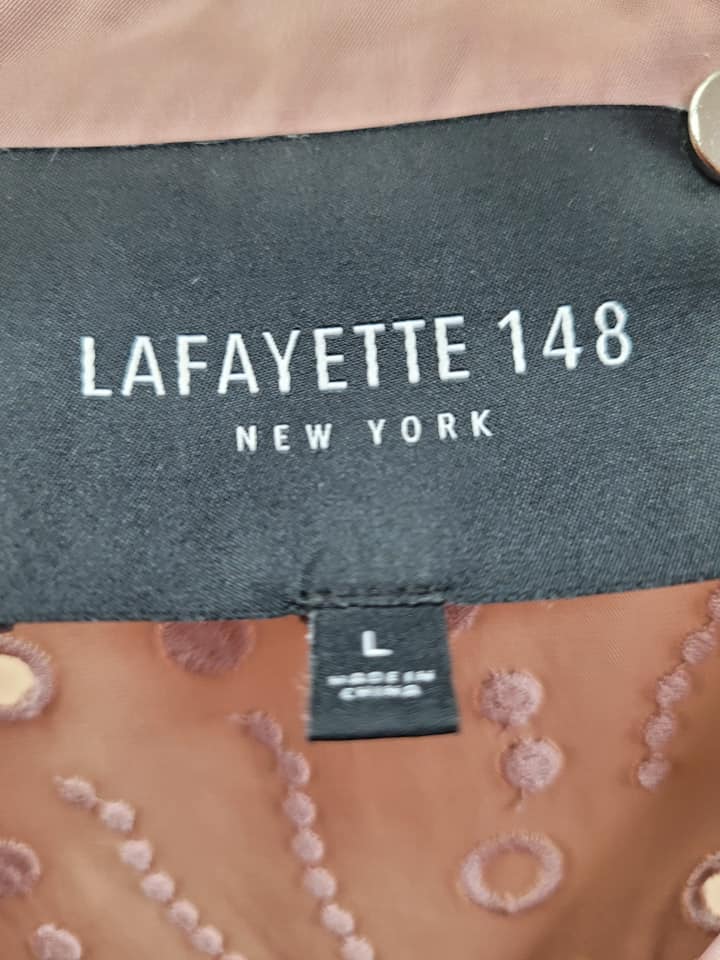 LAFAYETTE 148
NEW YORK
L
MADE IN
CHINA